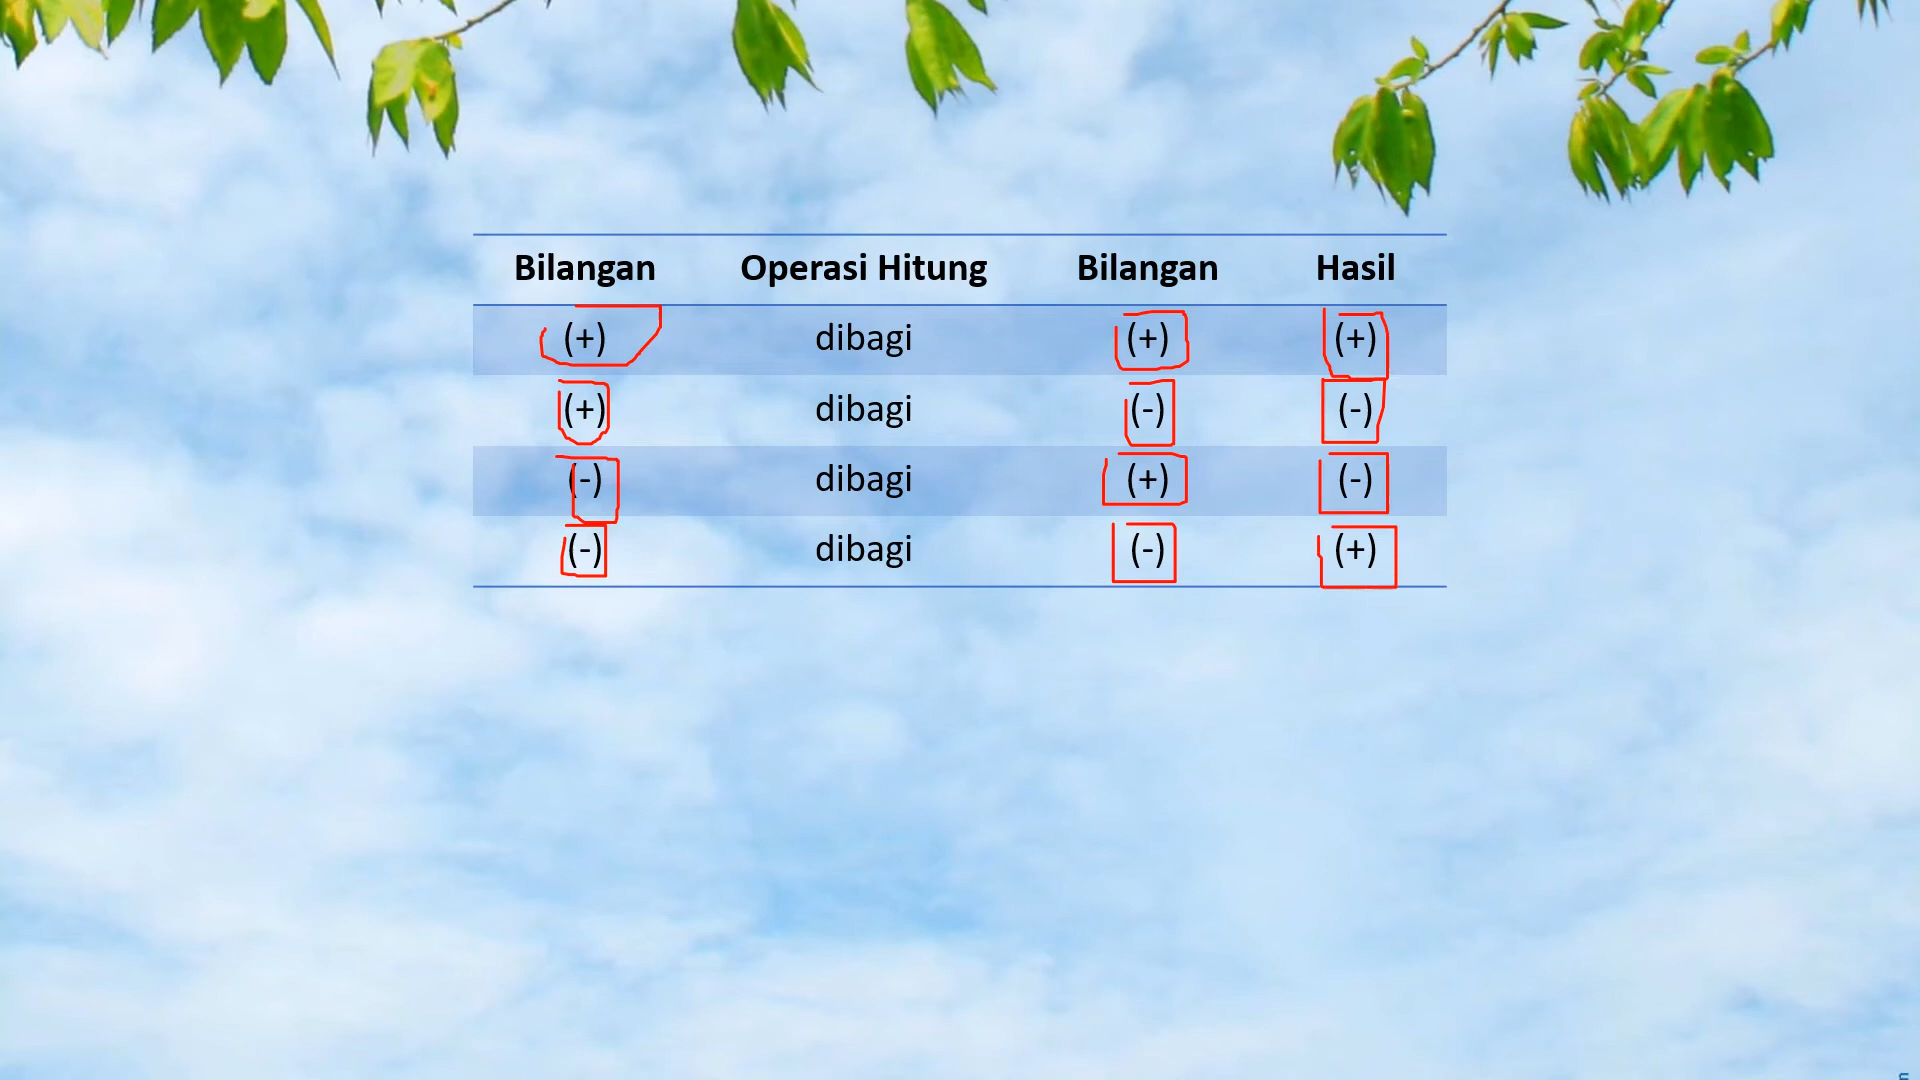 Bilangan Operasi Hitung Bilangan Hasil
(+) dibagi (+) (+)
(+) dibagi (-) (-)
(-) dibagi (+) (-)
(-) dibagi (-) (+)